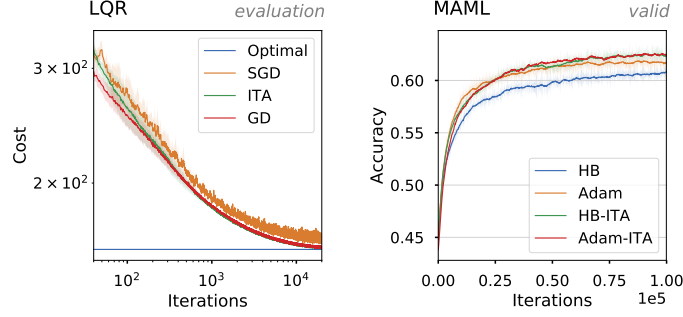 LQR
evaluation
3 × 10²
2 × 10²
Cost
Optimal
SGD
ITA
GD
10²
10³
10⁴
Iterations
MAML
valid
0.60
0.55
0.50
0.45
Accuracy
HB
Adam
HB-ITA
Adam-ITA
0.00
0.25
0.50
0.75
1.00
1e5
Iterations